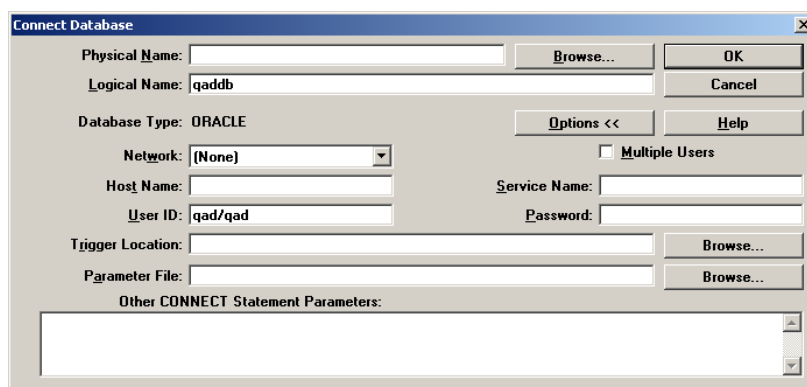 Connect Database
Physical Name: Browse... OK
Logical Name: qaddb Cancel
Database Type: ORACLE Options << Help
Network: (None) Multiple Users
Host Name: Service Name:
User ID: qad/qad Password:
Trigger Location: Browse...
Parameter File: Browse...
Other CONNECT Statement Parameters: